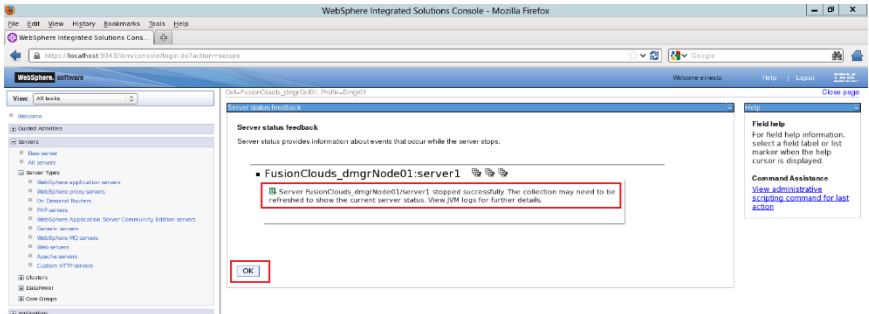 WebSphere Integrated Solutions Console - Mozilla Firefox
File Edit View History Bookmarks Tools Help
WebSphere Integrated Solutions Cons...
https://localhost:9043/ibm/console/login.do?action=secure
Google
WebSphere. software
Welcome ernesto
Help | Logout
IBM.
View: All tasks
Cell=FusionClouds_dmgrCell01, Profile=Dmgr01
Close page
Welcome
Guided Activities
Servers
New server
All servers
Server Types
WebSphere application servers
WebSphere proxy servers
On Demand Routers
PHP servers
WebSphere Application Server Community Edition servers
Generic servers
WebSphere MQ servers
Web servers
Apache servers
Custom HTTP servers
Clusters
DataPower
Core Groups
Applications
Server status feedback
Server status feedback
Server status provides information about events that occur while the server stops.
FusionClouds_dmgrNode01:server1
Server FusionClouds_dmgrNode01/server1 stopped successfully. The collection may need to be
refreshed to show the current server status. View JVM logs for further details.
OK
Help
Field help
For field help information,
select a field label or list
marker when the help
cursor is displayed.
Command Assistance
View administrative
scripting command for last
action